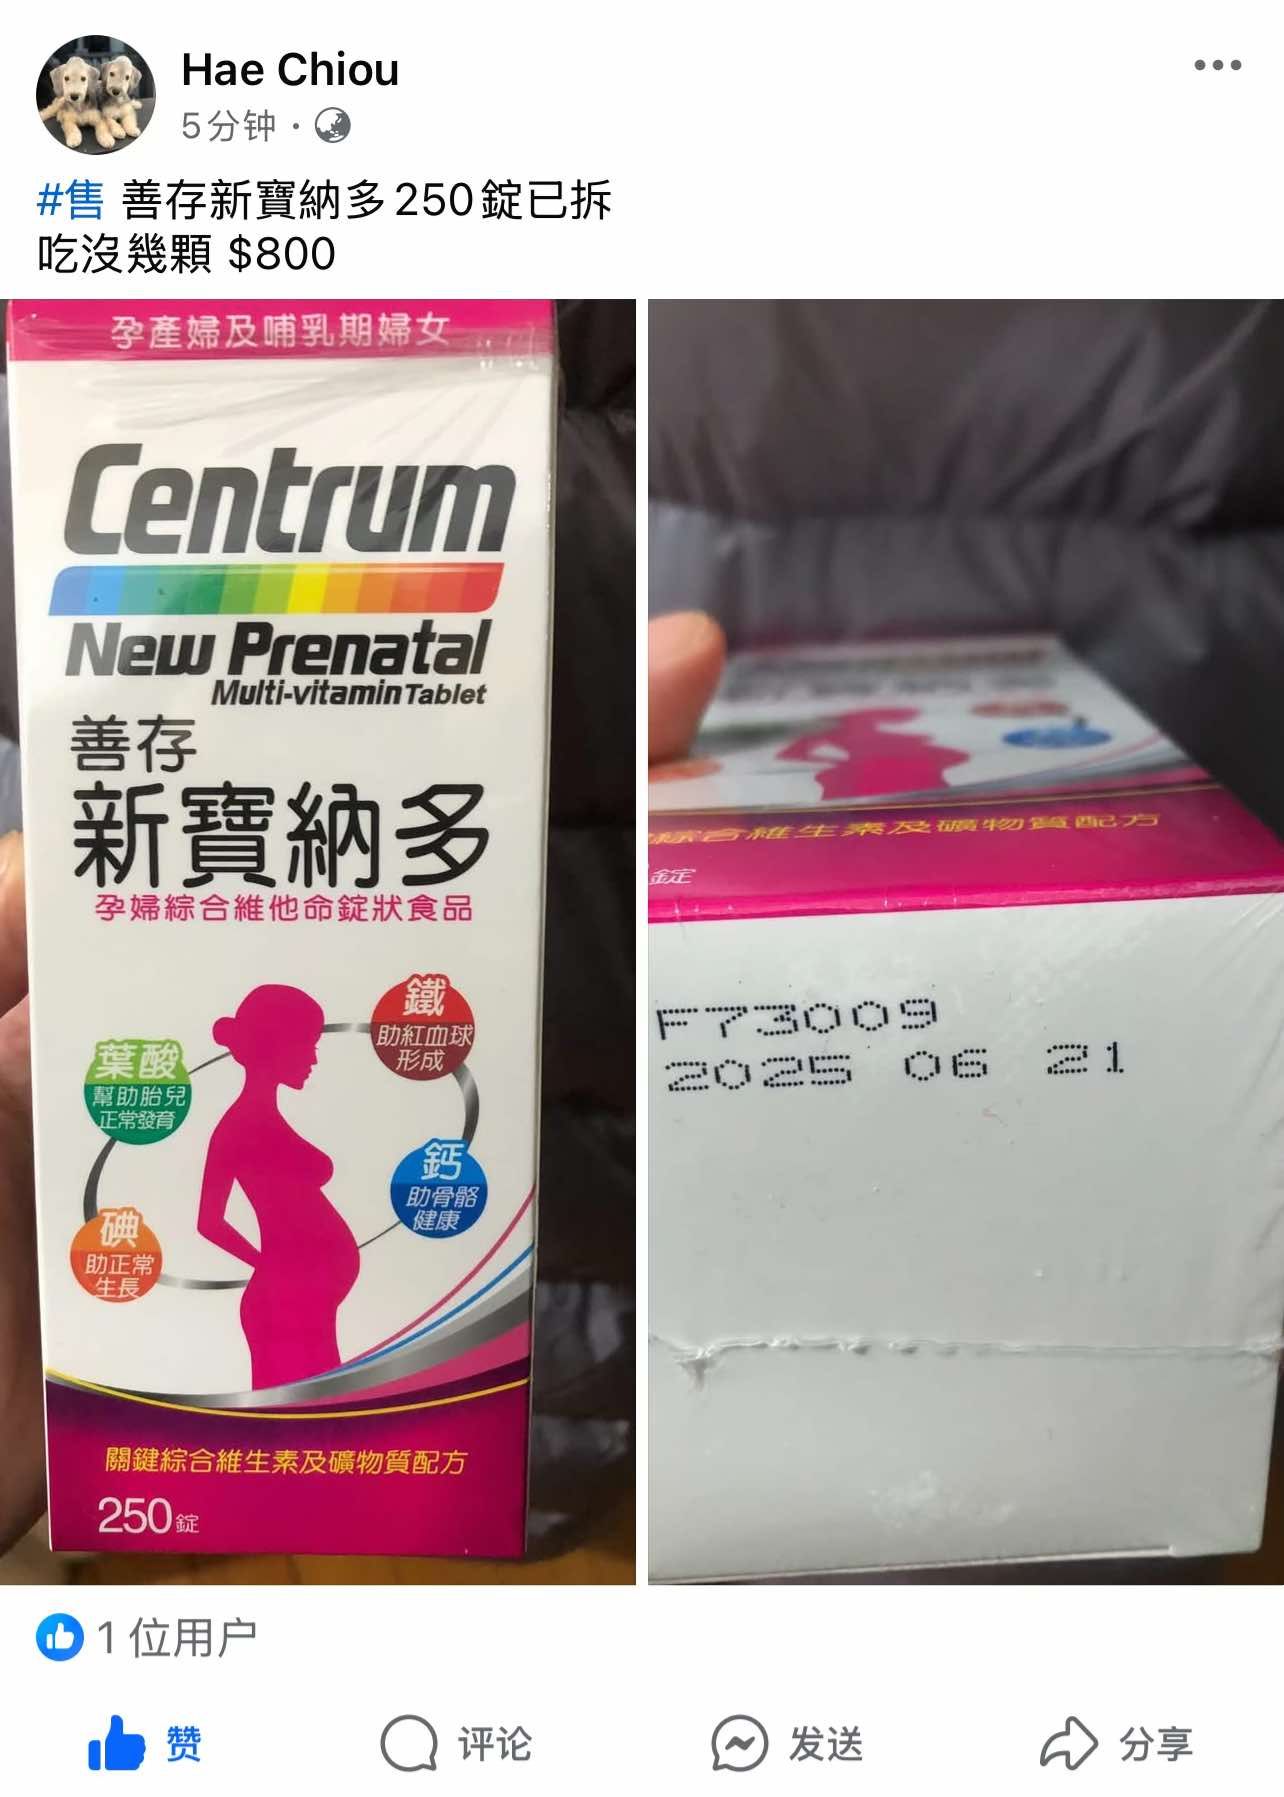 Hae Chiou
5分钟
#售 善存新寶納多250錠已拆
吃沒幾顆 $800
孕產婦及哺乳期婦女
Centrum
New Prenatal
Multi-vitamin Tablet
善存
新寶納多
孕婦綜合維他命錠狀食品
鐵
助紅血球
形成
葉酸
幫助胎兒
正常發育
鈣
助骨骼
健康
碘
助正常
生長
關鍵綜合維生素及礦物質配方
250錠
綜合維生素及礦物質配方
錠
F73009
2025 06 21
1位用户
赞
评论
发送
分享